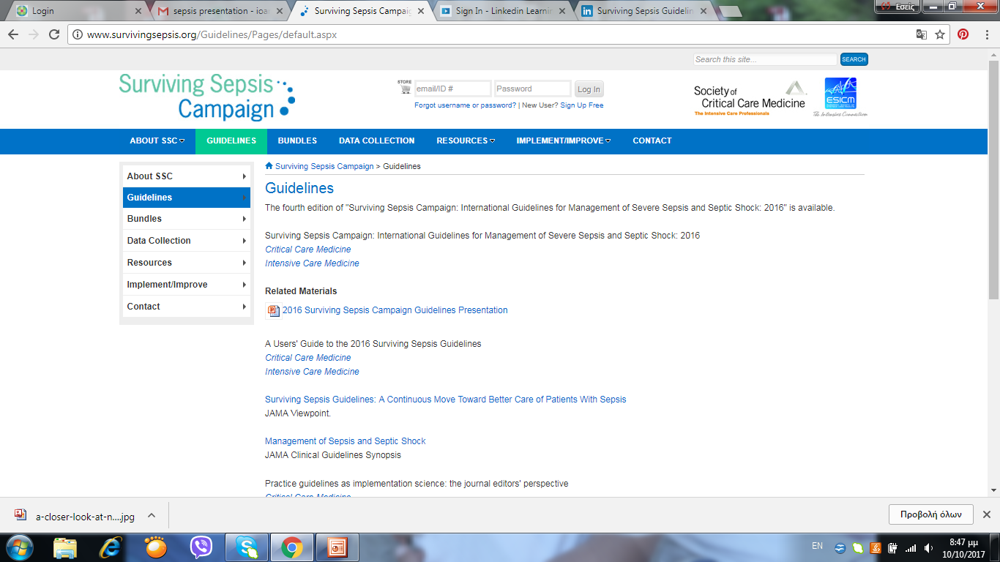 Login
sepsis presentation - ioa
Surviving Sepsis Campaig
Sign In - Linkedin Learnin
Surviving Sepsis Guidelin
Εσείς
www.survivingsepsis.org/Guidelines/Pages/default.aspx
Search this site...
SEARCH
Surviving Sepsis
Campaign
STORE
email/ID #
Password
Log In
Forgot username or password? | New User? Sign Up Free
Society of
Critical Care Medicine
The Intensive Care Professionals
ESICM
The Intensive Connection
ABOUT SSC
GUIDELINES
BUNDLES
DATA COLLECTION
RESOURCES
IMPLEMENT/IMPROVE
CONTACT
About SSC
Guidelines
Bundles
Data Collection
Resources
Implement/Improve
Contact
Surviving Sepsis Campaign > Guidelines
Guidelines
The fourth edition of "Surviving Sepsis Campaign: International Guidelines for Management of Severe Sepsis and Septic Shock: 2016" is available.
Surviving Sepsis Campaign: International Guidelines for Management of Severe Sepsis and Septic Shock: 2016
Critical Care Medicine
Intensive Care Medicine
Related Materials
2016 Surviving Sepsis Campaign Guidelines Presentation
A Users' Guide to the 2016 Surviving Sepsis Guidelines
Critical Care Medicine
Intensive Care Medicine
Surviving Sepsis Guidelines: A Continuous Move Toward Better Care of Patients With Sepsis
JAMA Viewpoint.
Management of Sepsis and Septic Shock
JAMA Clinical Guidelines Synopsis
Practice guidelines as implementation science: the journal editors' perspective
Critical Care Medicine
a-closer-look-at-n....jpg
Προβολή όλων
EN
8:47 μμ
10/10/2017